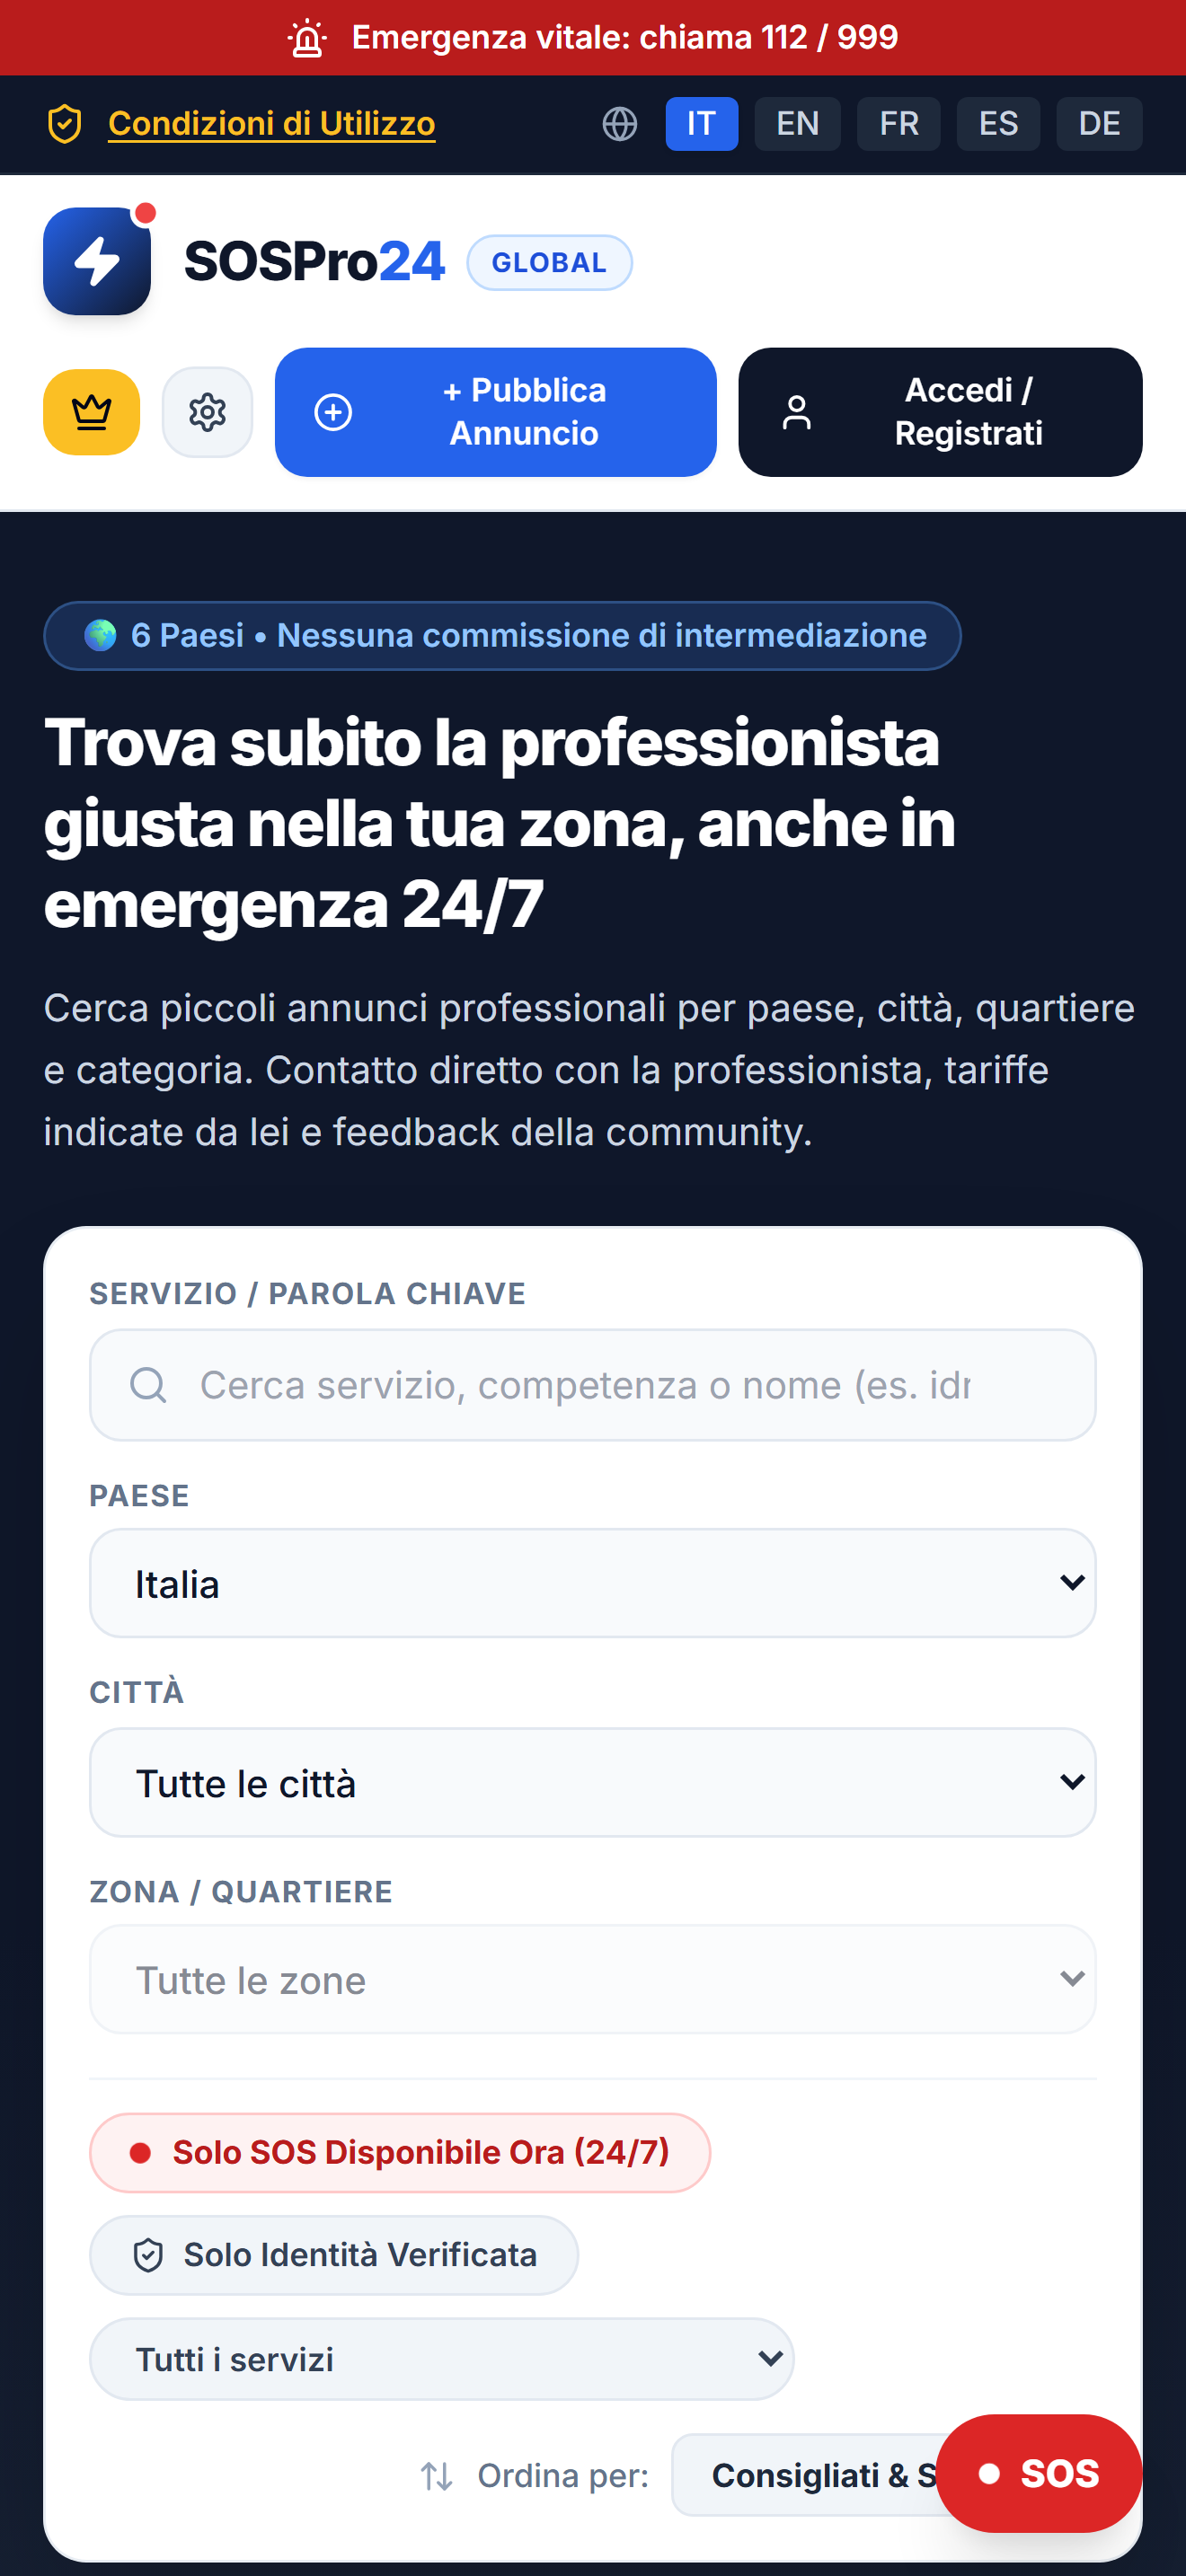 Emergenza vitale: chiama 112 / 999
Condizioni di Utilizzo
IT EN FR ES DE
SOSPro24 GLOBAL
+ Pubblica
Annuncio
Accedi /
Registrati
6 Paesi • Nessuna commissione di intermediazione
Trova subito la professionista
giusta nella tua zona, anche in
emergenza 24/7
Cerca piccoli annunci professionali per paese, città, quartiere
e categoria. Contatto diretto con la professionista, tariffe
indicate da lei e feedback della community.
SERVIZIO / PAROLA CHIAVE
Cerca servizio, competenza o nome (es.
PAESE
Italia
CITTÀ
Tutte le città
ZONA / QUARTIERE
Tutte le zone
Solo SOS Disponibile Ora (24/7)
Solo Identità Verificata
Tutti i servizi
Ordina per: Consigliati &
SOS